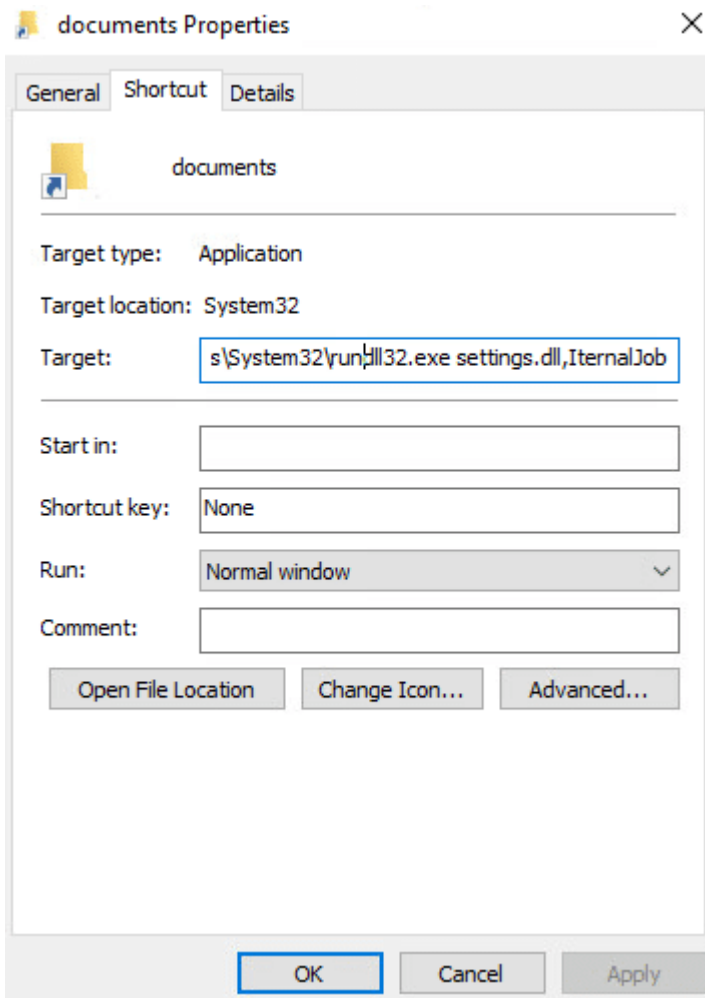 documents Properties
General Shortcut Details
documents
Target type: Application
Target location: System32
Target: s\System32\rundll32.exe settings.dll,IternalJob
Start in:
Shortcut key: None
Run: Normal window
Comment:
Open File Location Change Icon... Advanced...
OK Cancel Apply